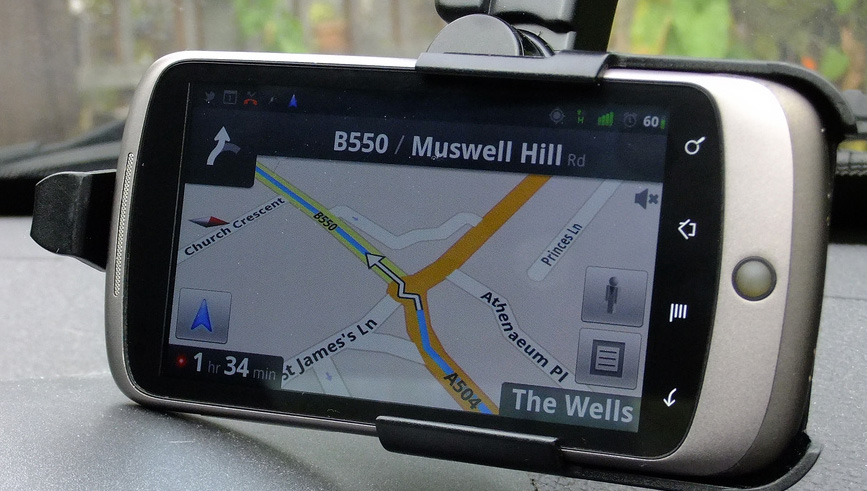 60
B550 / Muswell Hill Rd
Church Crescent
B550
Princes Ln
Athenaeum Pl
st James's Ln
1 hr 34 min
A504
The Wells